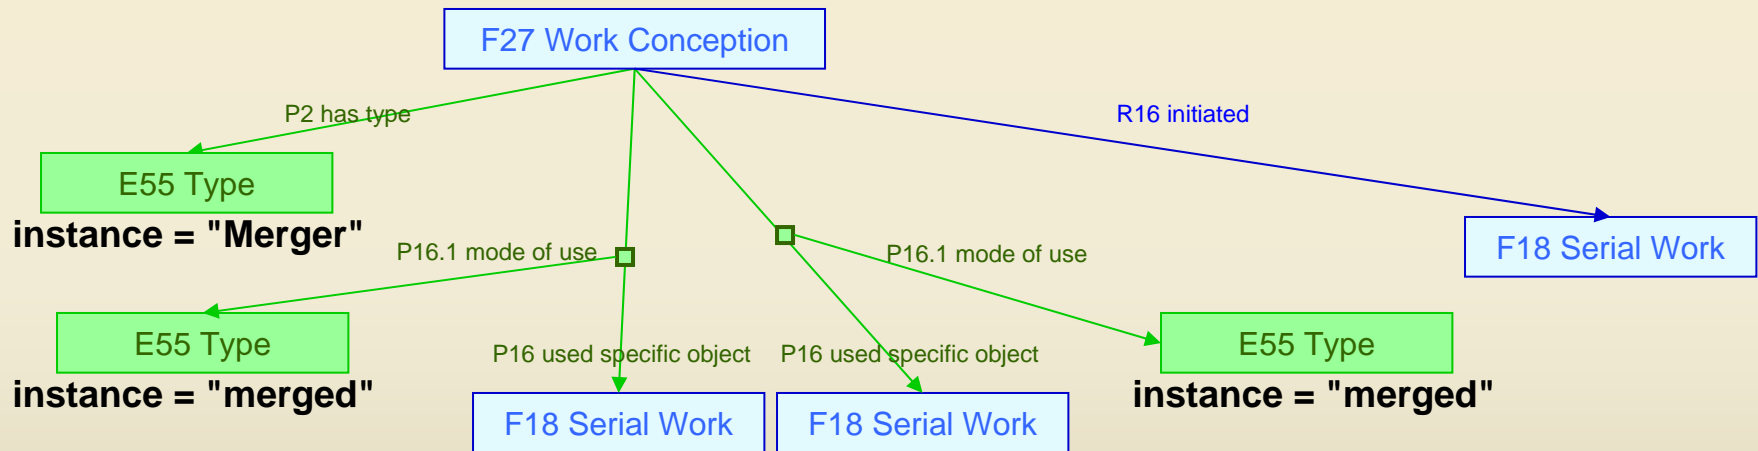 F27 Work Conception
P2 has type
R16 initiated
E55 Type
instance = "Merger"
F18 Serial Work
P16.1 mode of use
P16.1 mode of use
E55 Type
instance = "merged"
P16 used specific object
P16 used specific object
E55 Type
instance = "merged"
F18 Serial Work
F18 Serial Work